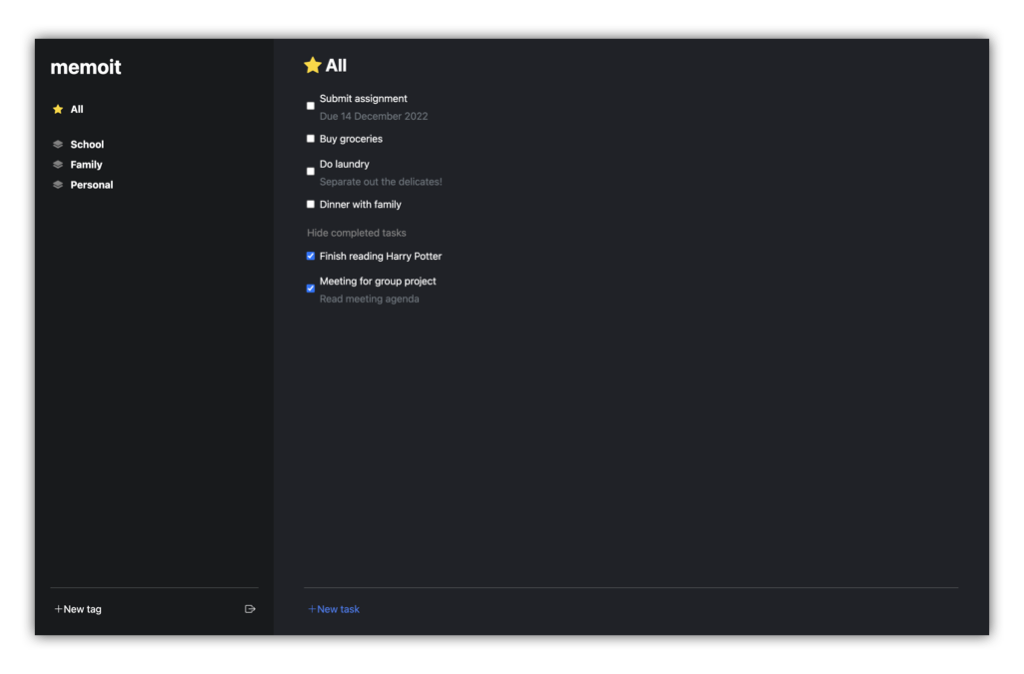 memoit
All
School
Family
Personal
+New tag
All
Submit assignment
Due 14 December 2022
Buy groceries
Do laundry
Separate out the delicates!
Dinner with family
Hide completed tasks
Finish reading Harry Potter
Meeting for group project
Read meeting agenda
+New task